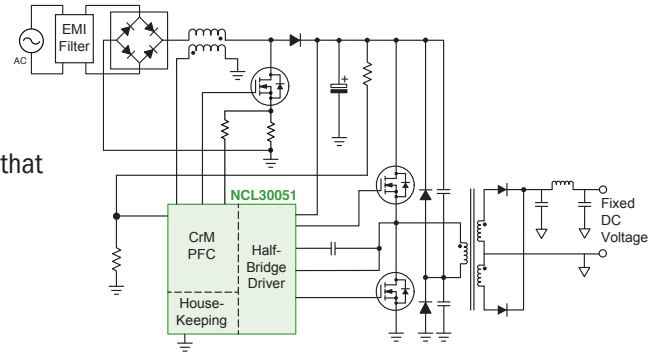 EMI
Filter
AC
+
that
NCL30051
CrM
PFC
Half-
Bridge
Driver
House-
Keeping
Fixed
DC
Voltage